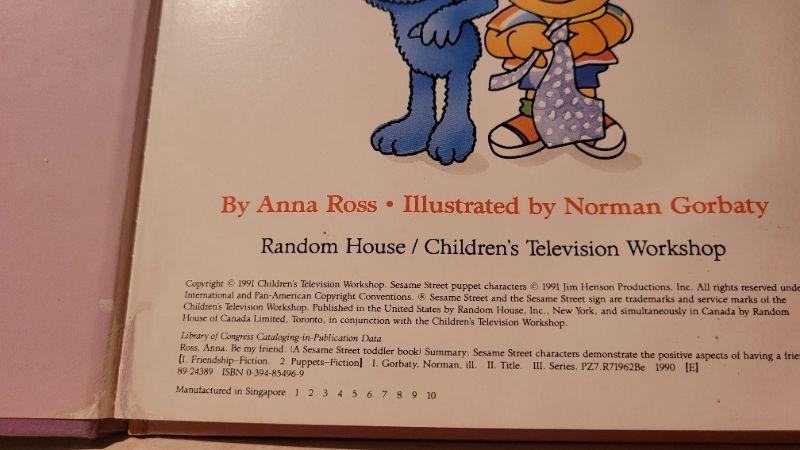 By Anna Ross • Illustrated by Norman Gorbaty
Random House / Children's Television Workshop
Copyright © 1991 Children's Television Workshop. Sesame Street puppet characters © 1991 Jim Henson Productions, Inc. All rights reserved
International and Pan-American Copyright Conventions. ® Sesame Street and the Sesame Street sign are trademarks and service marks of the
Children's Television Workshop. Published in the United States by Random House, Inc., New York, and simultaneously in Canada by Random
House of Canada Limited, Toronto, in conjunction with the Children's Television Workshop.
Library of Congress Cataloging-in-Publication Data
Ross, Anna. Be my friend. (A Sesame Street toddler book) Summary: Sesame Street characters demonstrate the positive aspects of having a
[1. Friendship–Fiction. 2. Puppets–Fiction] I. Gorbaty, Norman, ill. II. Title. III. Series. PZ7.R71962Be 1990 [E]
89-24389 ISBN 0-394-85496-9
Manufactured in Singapore 1 2 3 4 5 6 7 8 9 10